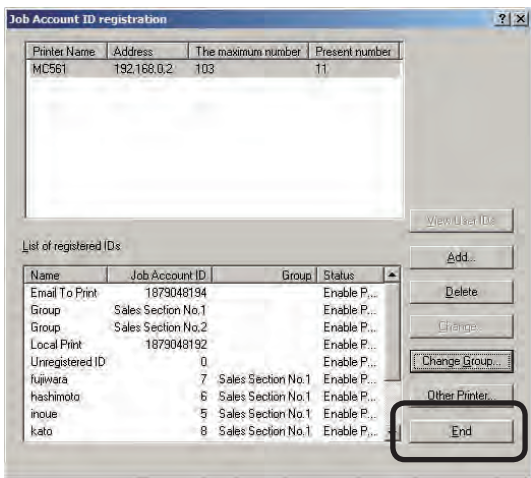 Job Account ID registration
Printer Name Address The maximum number Present number
MC561 192.168.0.2 103 11
View User IDs
List of registered IDs
Add...
Name Job Account ID Group Status
Delete
Email To Print 1879048194 Enable P...
Group Sales Section No.1 Enable P...
Change...
Group Sales Section No.2 Enable P...
Local Print 1879048192 Enable P...
Change Group...
Unregistered ID 0 Enable P...
fujiwara 7 Sales Section No.1 Enable P...
Other Printer...
hashimoto 6 Sales Section No.1 Enable P...
inoue 5 Sales Section No.1 Enable P...
End
kato 8 Sales Section No.1 Enable P...